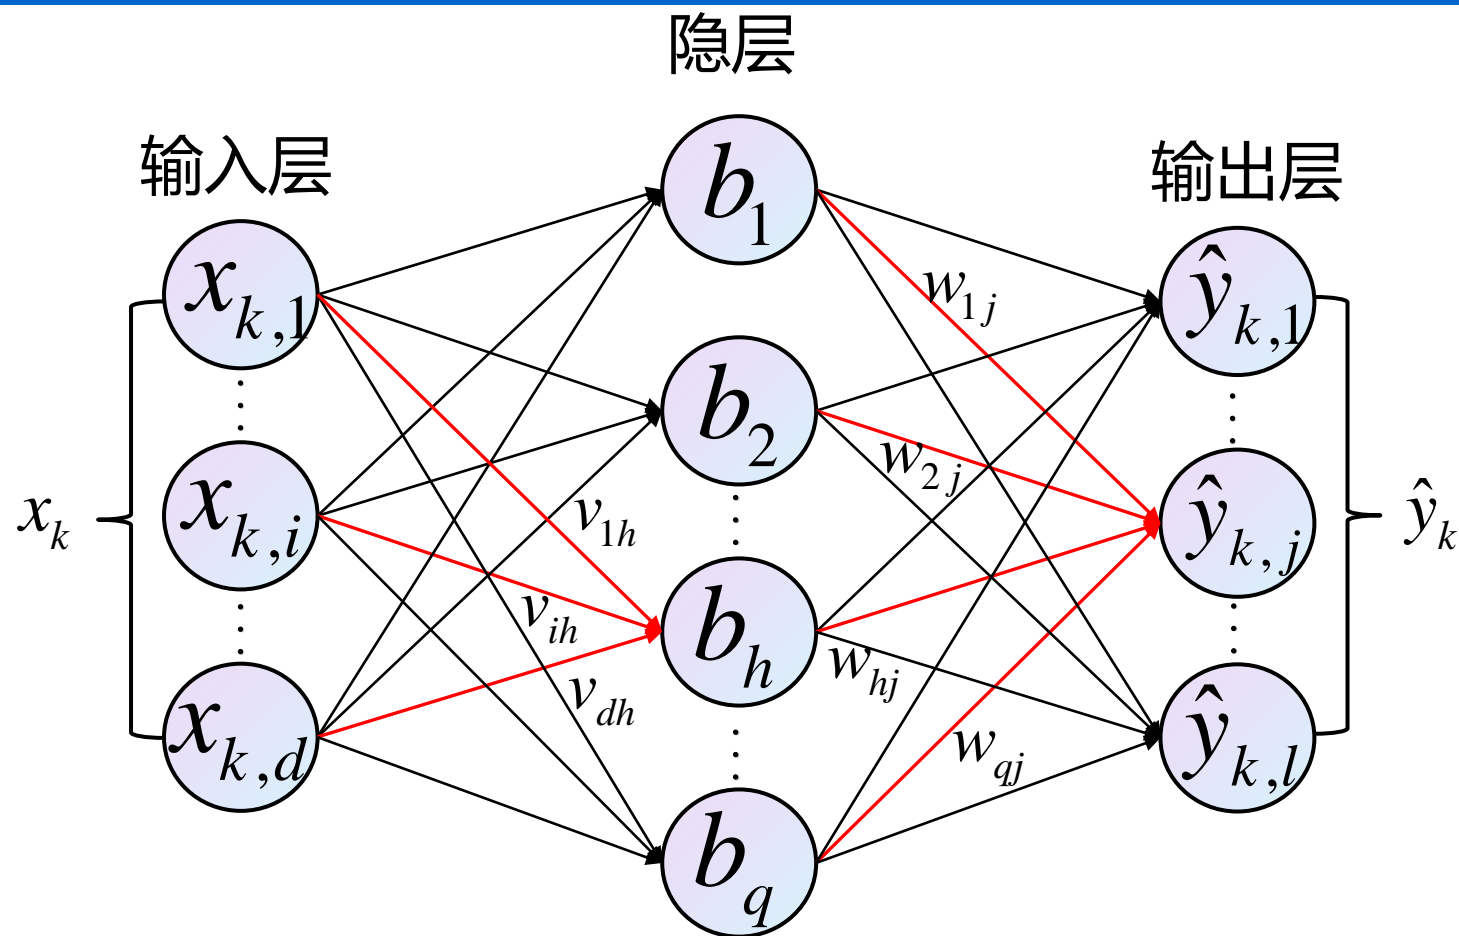 隐层
输入层
输出层
b_1
x_{k,1}
ŷ_{k,1}
w_{1j}
b_2
w_{2j}
x_k
x_{k,i}
v_{1h}
ŷ_{k,j}
ŷ_k
v_{ih}
b_h
w_{hj}
v_{dh}
x_{k,d}
w_{qj}
ŷ_{k,l}
b_q